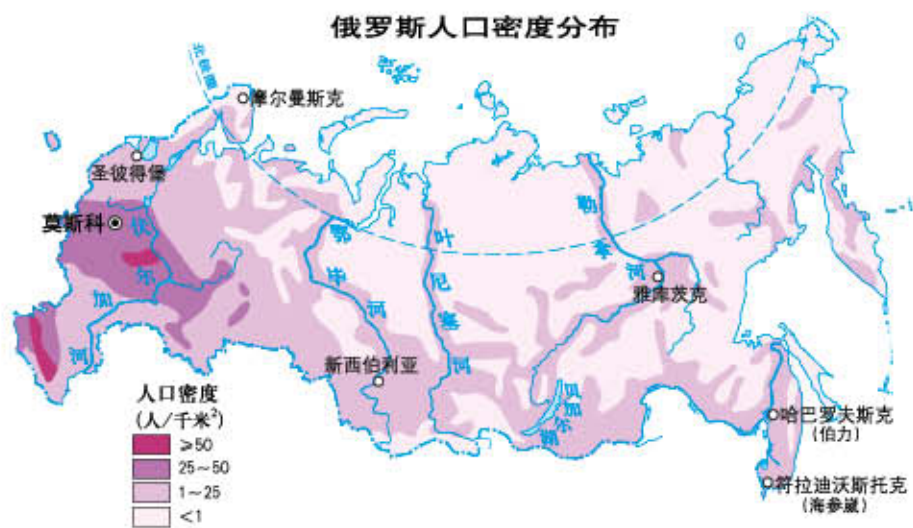 俄罗斯人口密度分布
北极圈
摩尔曼斯克
圣彼得堡
莫斯科
伏
尔
加
河
鄂
毕
河
叶
尼
塞
河
勒
拿
河
雅库茨克
新西伯利亚
贝加尔
湖
哈巴罗夫斯克
(伯力)
符拉迪沃斯托克
(海参崴)
人口密度
(人/千米²)
≥50
25~50
1~25
<1